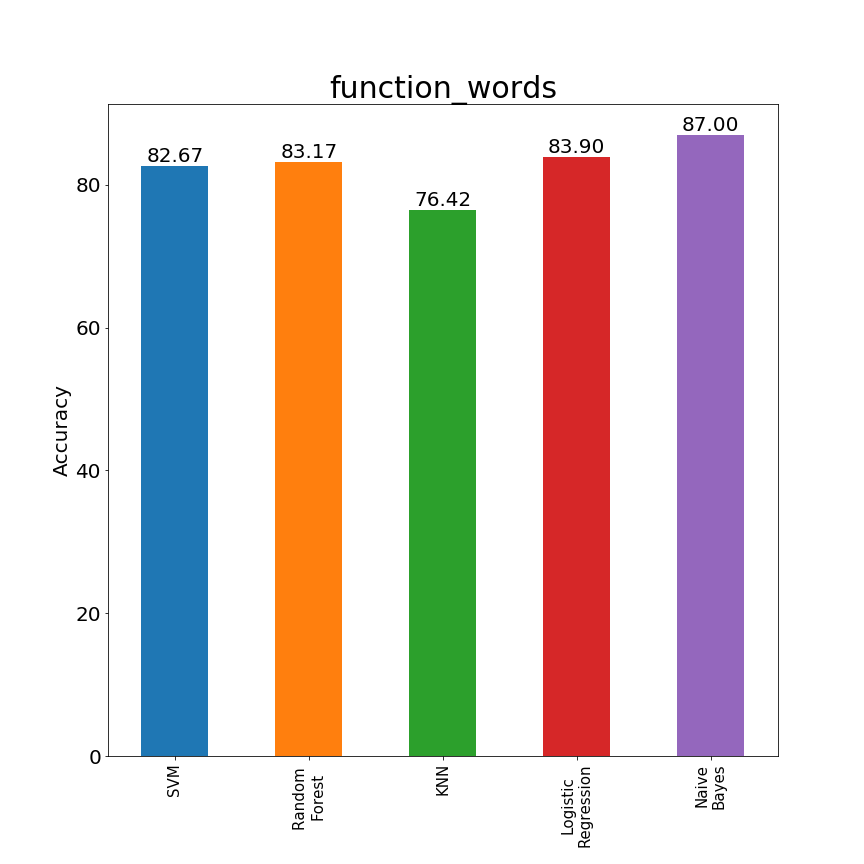 function_words
82.67
83.17
76.42
83.90
87.00
80
60
40
20
0
Accuracy
SVM
Random
Forest
KNN
Logistic
Regression
Naive
Bayes